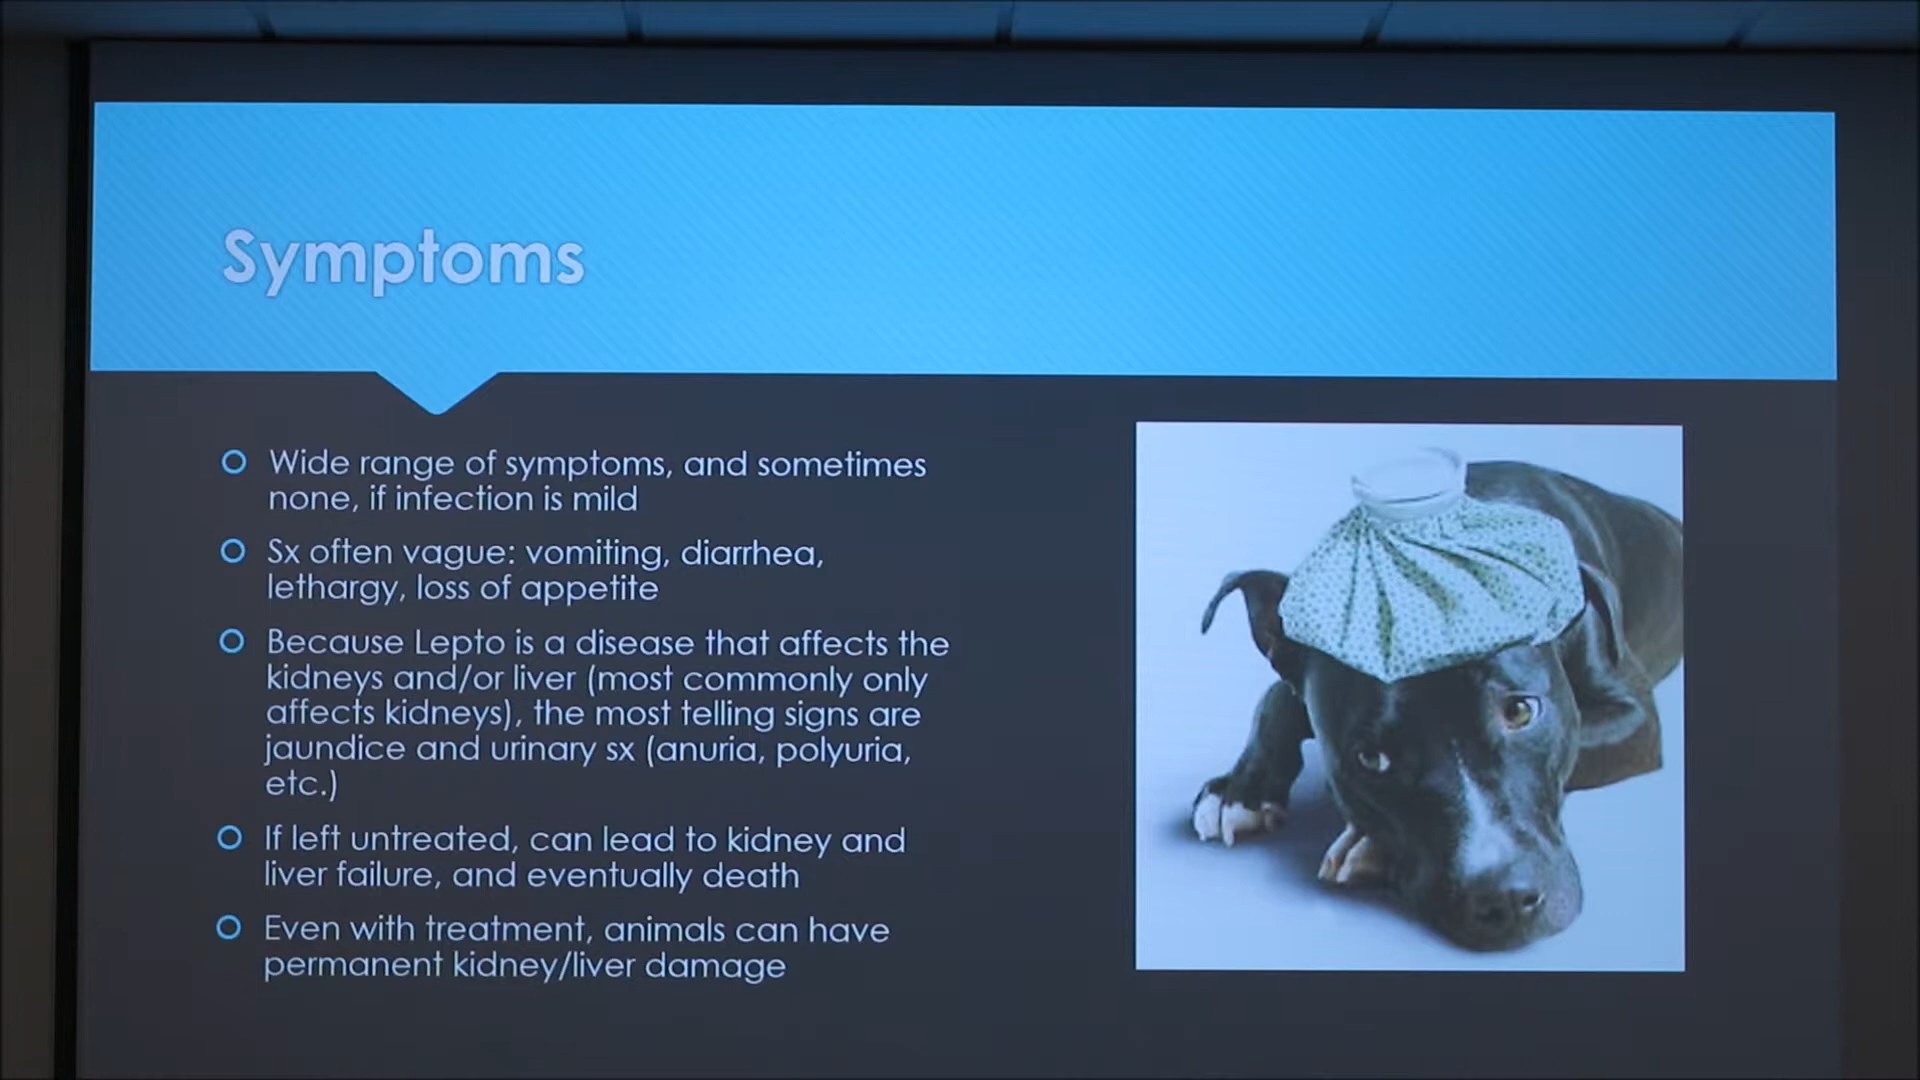 Symptoms
Wide range of symptoms, and sometimes
none, if infection is mild
Sx often vague: vomiting, diarrhea,
lethargy, loss of appetite
Because Lepto is a disease that affects the
kidneys and/or liver (most commonly only
affects kidneys), the most telling signs are
jaundice and urinary sx (anuria, polyuria,
etc.)
If left untreated, can lead to kidney and
liver failure, and eventually death
Even with treatment, animals can have
permanent kidney/liver damage